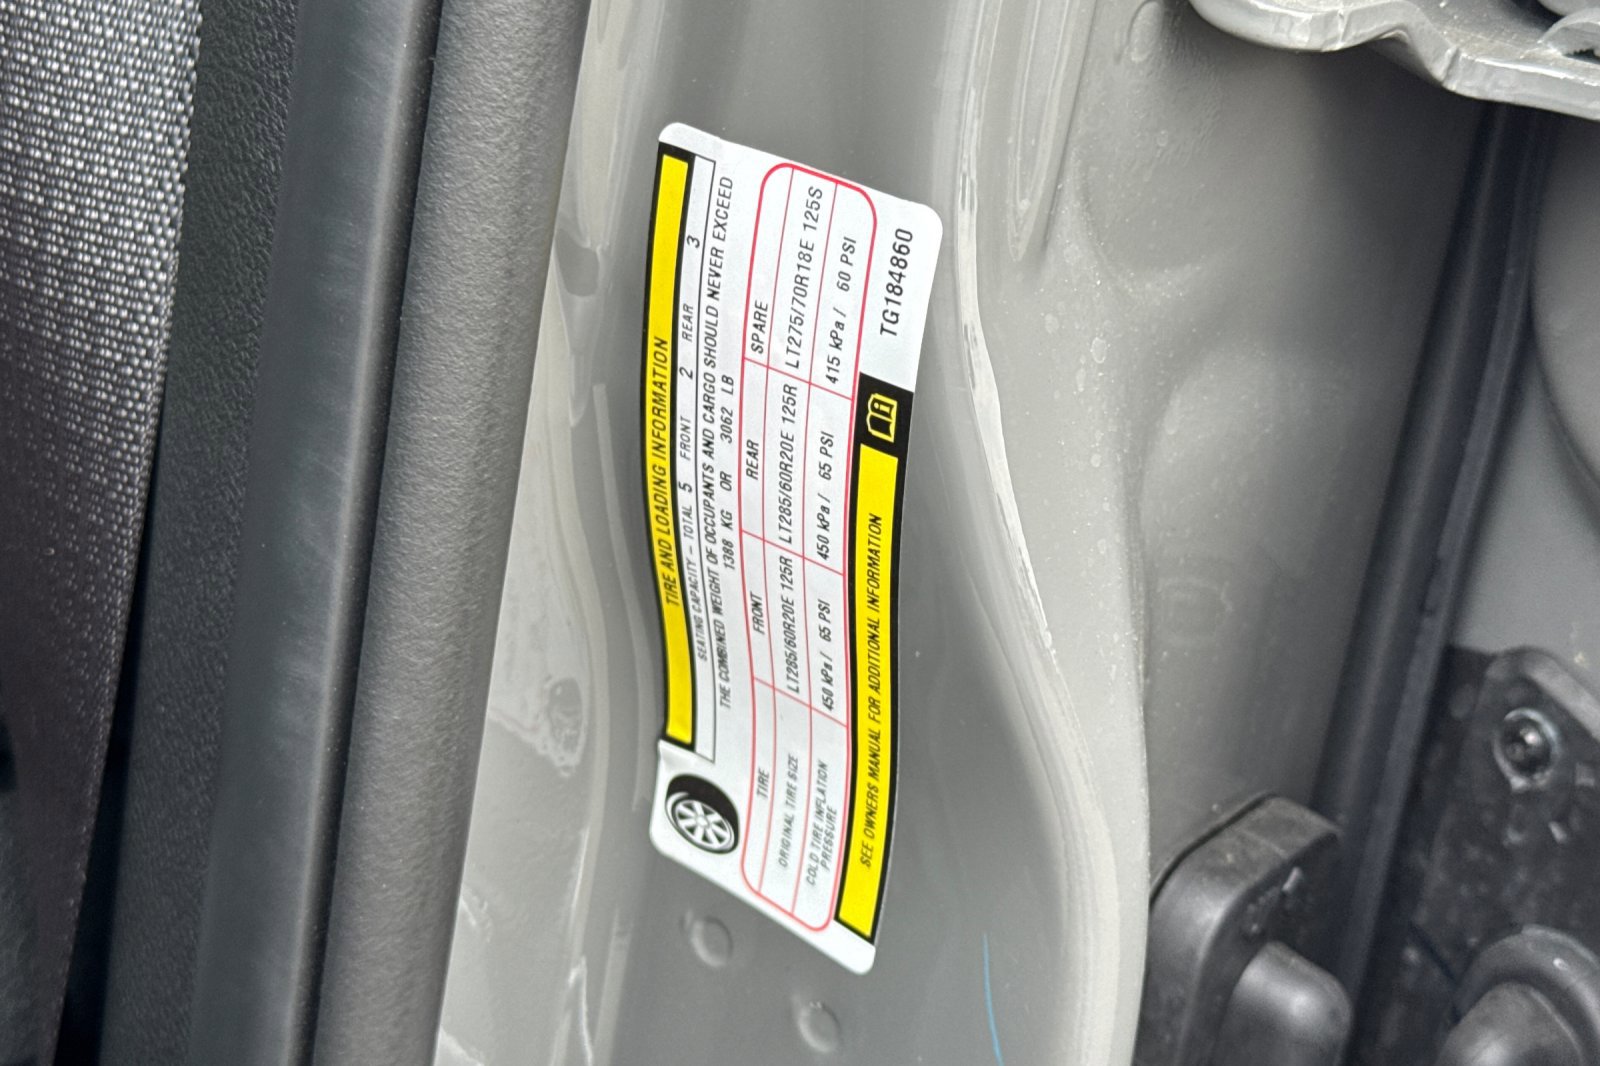 TIRE AND LOADING INFORMATION
SEATING CAPACITY - TOTAL 5 FRONT 2 REAR 3
THE COMBINED WEIGHT OF OCCUPANTS AND CARGO SHOULD NEVER EXCEED
1388 KG OR 3062 LB
TIRE FRONT REAR SPARE
ORIGINAL TIRE SIZE LT285/60R20E 125R LT285/60R20E 125R LT275/70R18E 125S
COLD TIRE INFLATION PRESSURE 450 kPa / 65 PSI 450 kPa / 65 PSI 415 kPa / 60 PSI
SEE OWNERS MANUAL FOR ADDITIONAL INFORMATION
TG184860